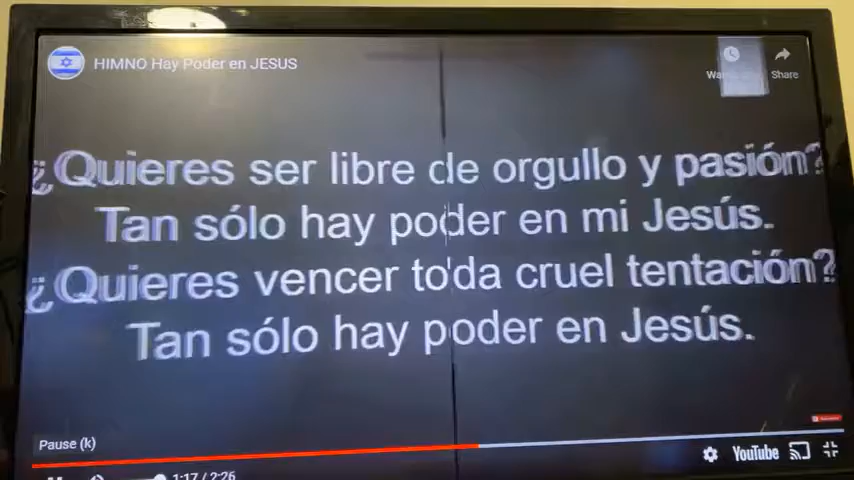 HIMNO Hay Poder en JESUS
Share
¿Quieres ser libre de orgullo y pasión?
Tan sólo hay poder en mi Jesús.
¿Quieres vencer toda cruel tentación?
Tan sólo hay poder en Jesús.
Pause (k)
YouTube
1:17 / 2:26